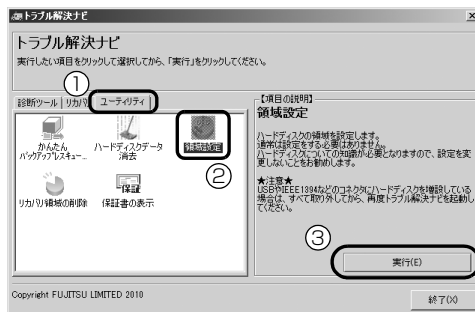 トラブル解決ナビ
トラブル解決ナビ
実行したい項目をクリックして選択してから、「実行」をクリックしてください。
①
診断ツール
リカバリ
ユーティリティ
かんたん
バックアップレスキュー...
ハードディスクデータ
消去
領域設定
②
リカバリ領域の削除
保証
保証書の表示
【項目の説明】
領域設定
ハードディスクの領域を設定します。
通常は設定をする必要はありません。
ハードディスクについての知識が必要となりますので、設定を変
更しないことをお勧めします。
★注意★
USBやIEEE1394などのコネクタにハードディスクを増設している
場合は、すべて取り外してから、再度トラブル解決ナビを起動し
てください。
③
実行(E)
Copyright FUJITSU LIMITED 2010
終了(X)